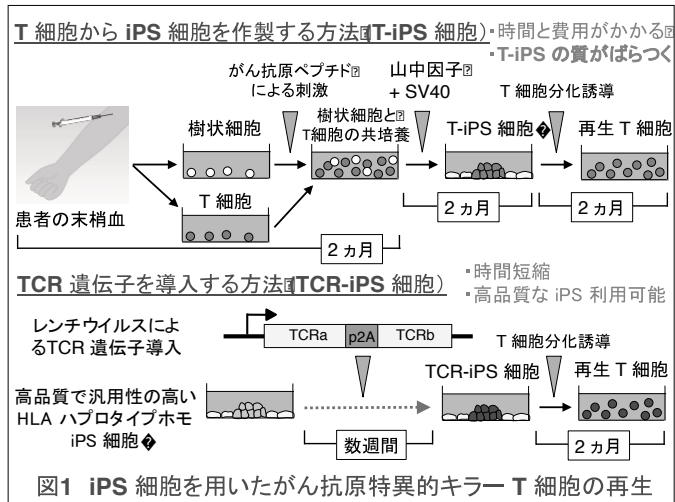 T 細胞から iPS 細胞を作製する方法(T-iPS 細胞)
・時間と費用がかかる
・T-iPS の質がばらつく
がん抗原ペプチド
による刺激
山中因子
+ SV40
T 細胞分化誘導
樹状細胞
樹状細胞と
T細胞の共培養
T-iPS 細胞
再生 T 細胞
T 細胞
患者の末梢血
2 ヵ月
2 ヵ月
2 ヵ月
TCR 遺伝子を導入する方法(TCR-iPS 細胞)
・時間短縮
・高品質な iPS 利用可能
レンチウイルスによ
るTCR 遺伝子導入
TCRa p2A TCRb
T 細胞分化誘導
高品質で汎用性の高い
HLA ハプロタイプホモ
iPS 細胞
TCR-iPS 細胞
再生 T 細胞
数週間
2 ヵ月
図1 iPS 細胞を用いたがん抗原特異的キラー T 細胞の再生